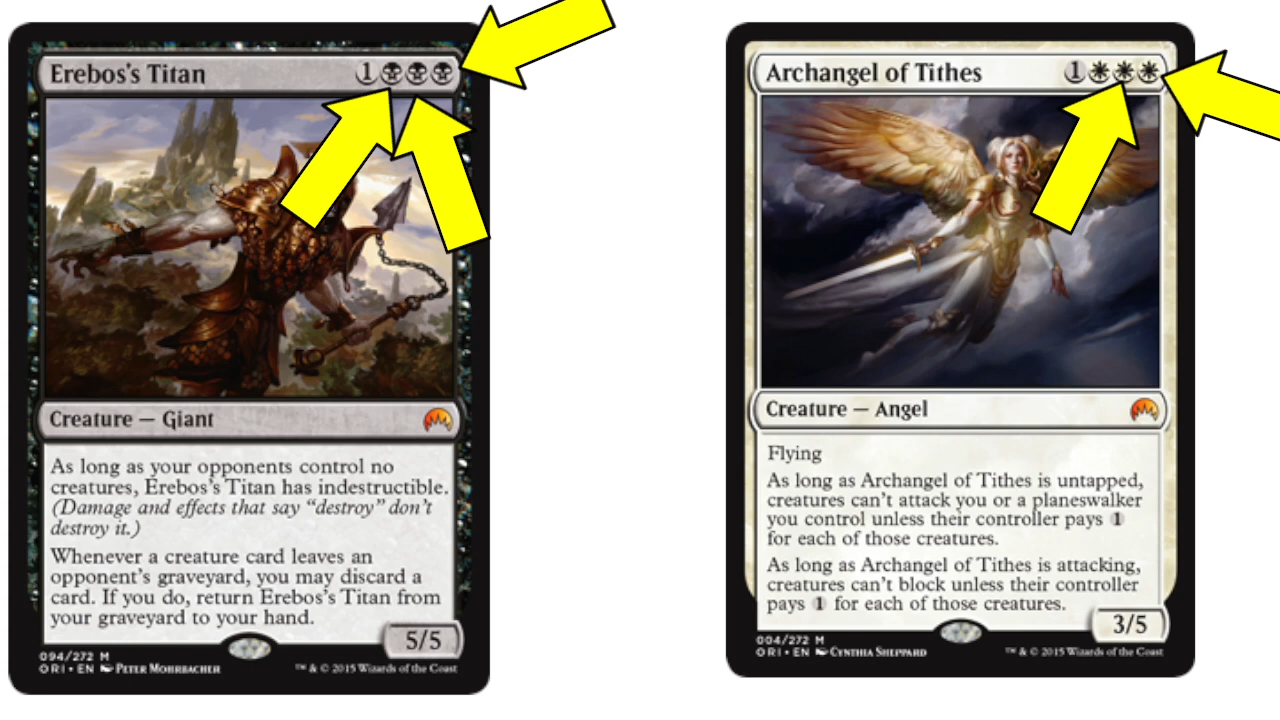 Erebos's Titan 1
Creature — Giant
As long as your opponents control no
creatures, Erebos's Titan has indestructible.
(Damage and effects that say “destroy” don't
destroy it.)
Whenever a creature card leaves an
opponent's graveyard, you may discard a
card. If you do, return Erebos's Titan from
your graveyard to your hand.
5/5
094/272 M
ORI • EN PETER MOHRBACHER
™ & © 2015 Wizards of the Coast
Archangel of Tithes 1
Creature — Angel
Flying
As long as Archangel of Tithes is untapped,
creatures can't attack you or a planeswalker
you control unless their controller pays 1
for each of those creatures.
As long as Archangel of Tithes is attacking,
creatures can't block unless their controller
pays 1 for each of those creatures.
3/5
004/272 M
ORI • EN CYNTHIA SHEPPARD
™ & © 2015 Wizards of the Coast